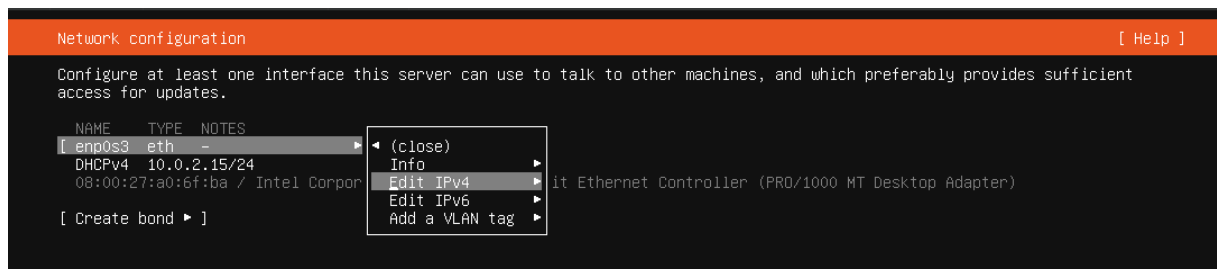 Network configuration [ Help ]
Configure at least one interface this server can use to talk to other machines, and which preferably provides sufficient
access for updates.
NAME TYPE NOTES
[ enp0s3 eth - ▸
◂ (close)
DHCPv4 10.0.2.15/24
Info ▸
08:00:27:a0:6f:ba / Intel Corpor
Edit IPv4 ▸
it Ethernet Controller (PRO/1000 MT Desktop Adapter)
Edit IPv6 ▸
[ Create bond ▸ ]
Add a VLAN tag ▸